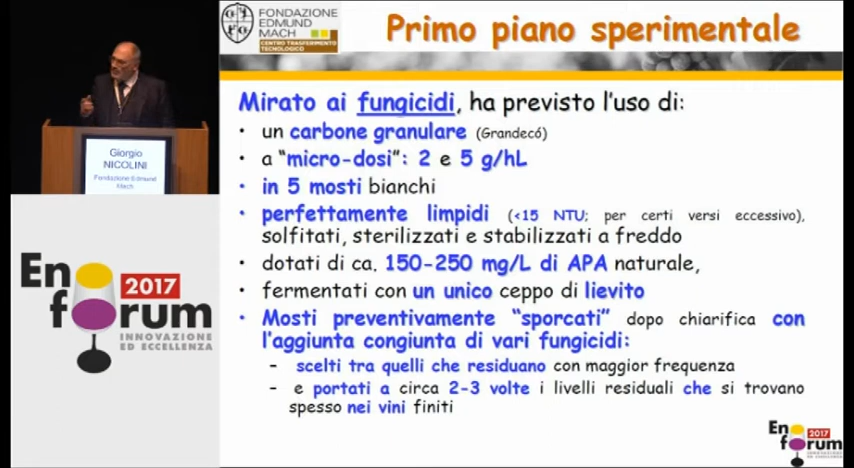 FONDAZIONE
EDMUND
MACH
CENTRO TRASFERIMENTO
TECNOLOGICO
Primo piano sperimentale
Mirato ai fungicidi, ha previsto l'uso di:
• un carbone granulare (Grandecó)
• a "micro-dosi": 2 e 5 g/hL
• in 5 mosti bianchi
• perfettamente limpidi (<15 NTU; per certi versi eccessivo),
solfitati, sterilizzati e stabilizzati a freddo
• dotati di ca. 150-250 mg/L di APA naturale,
• fermentati con un unico ceppo di lievito
• Mosti preventivamente "sporcati" dopo chiarifica con
l'aggiunta congiunta di vari fungicidi:
- scelti tra quelli che residuano con maggior frequenza
- e portati a circa 2-3 volte i livelli residuali che si trovano
spesso nei vini finiti
Giorgio
NICOLINI
Fondazione Edmund
Mach
Eno
2017
forum
INNOVAZIONE
ED ECCELLENZA
Eno
2017
forum